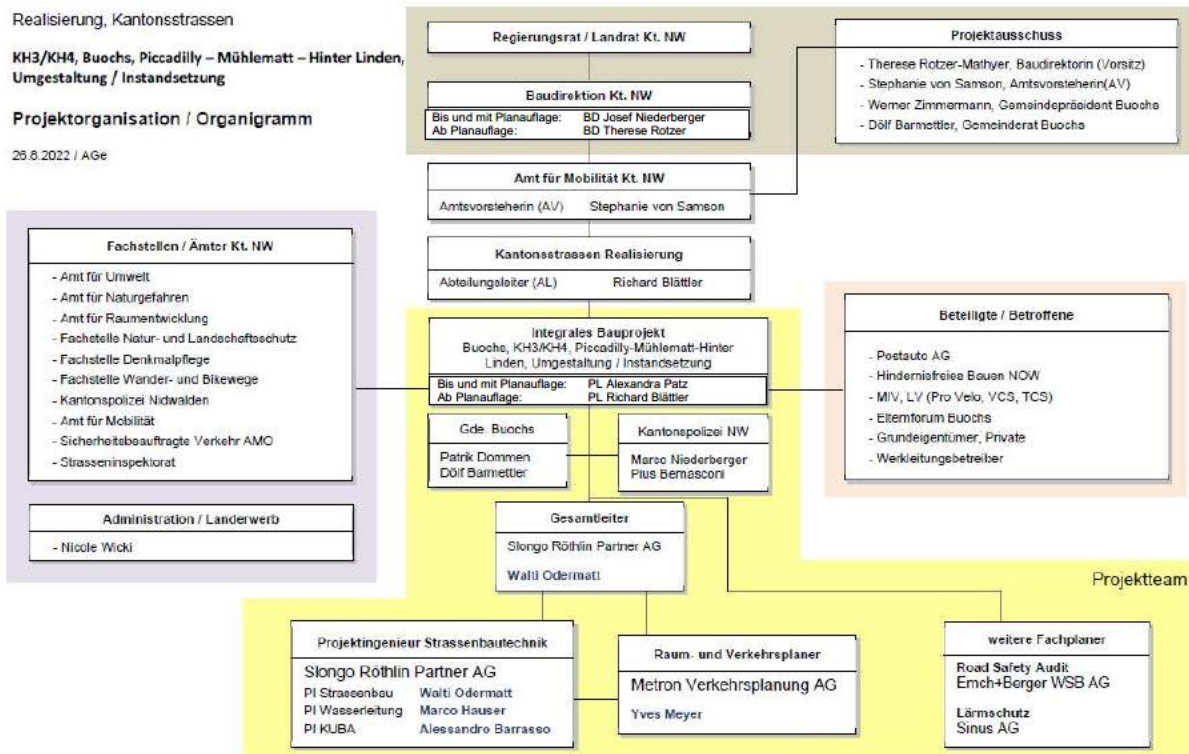 Realisierung, Kantonsstrassen
KH3/KH4, Buochs, Piccadilly – Mühlematt – Hinter Linden,
Umgestaltung / Instandsetzung
Projektorganisation / Organigramm
26.8.2022 / AGe
Regierungsrat / Landrat Kt. NW
Baudirektion Kt. NW
Bis und mit Planauflage: BD Josef Niederberger
Ab Planauflage: BD Therese Rotzer
Projektausschuss
- Therese Rotzer-Mathyer, Baudirektorin (Vorsitz)
- Stephanie von Samson, Amtsvorsteherin(AV)
- Werner Zimmermann, Gemeindepräsident Buochs
- Dölf Barmettler, Gemeinderat Buochs
Amt für Mobilität Kt. NW
Amtsvorsteherin (AV) Stephanie von Samson
Kantonsstrassen Realisierung
Abteilungsleiter (AL) Richard Blättler
Fachstellen / Ämter Kt. NW
- Amt für Umwelt
- Amt für Naturgefahren
- Amt für Raumentwicklung
- Fachstelle Natur- und Landschaftsschutz
- Fachstelle Denkmalpflege
- Fachstelle Wander- und Bikewege
- Kantonspolizei Nidwalden
- Amt für Mobilität
- Sicherheitsbeauftragte Verkehr AMO
- Strasseninspektorat
Administration / Landerwerb
- Nicole Wicki
Integrales Bauprojekt
Buochs, KH3/KH4, Piccadilly-Mühlematt-Hinter
Linden, Umgestaltung / Instandsetzung
Bis und mit Planauflage: PL Alexandra Patz
Ab Planauflage: PL Richard Blättler
Beteiligte / Betroffene
- Postauto AG
- Hindernisfreies Bauen NOW
- MIV, LV (Pro Velo, VCS, TCS)
- Elternforum Buochs
- Grundeigentümer, Private
- Werkleitungsbetreiber
Gde. Buochs
Patrik Dommen
Dölf Barmettler
Kantonspolizei NW
Marco Niederberger
Pius Bernasconi
Gesamtleiter
Slongo Röthlin Partner AG
Walti Odermatt
Projektteam
Projektingenieur Strassenbautechnik
Slongo Röthlin Partner AG
PI Strassenbau Walti Odermatt
PI Wasserleitung Marco Hauser
PI KUBA Alessandro Barrasso
Raum- und Verkehrsplaner
Metron Verkehrsplanung AG
Yves Meyer
weitere Fachplaner
Road Safety Audit
Emch+Berger WSB AG
Lärmschutz
Sinus AG